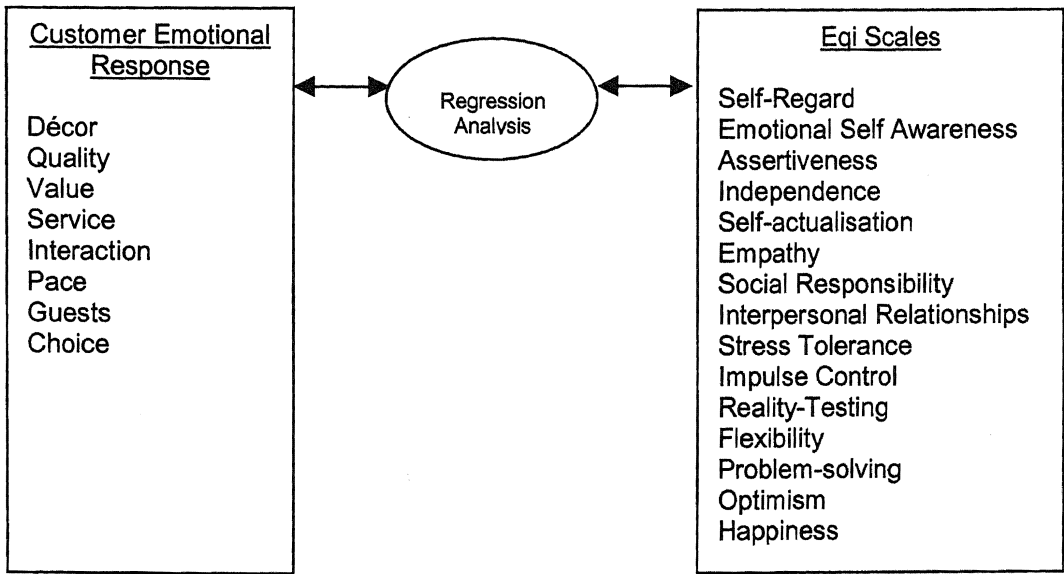 Customer Emotional
Response
Décor
Quality
Value
Service
Interaction
Pace
Guests
Choice
Regression
Analysis
Eqi Scales
Self-Regard
Emotional Self Awareness
Assertiveness
Independence
Self-actualisation
Empathy
Social Responsibility
Interpersonal Relationships
Stress Tolerance
Impulse Control
Reality-Testing
Flexibility
Problem-solving
Optimism
Happiness